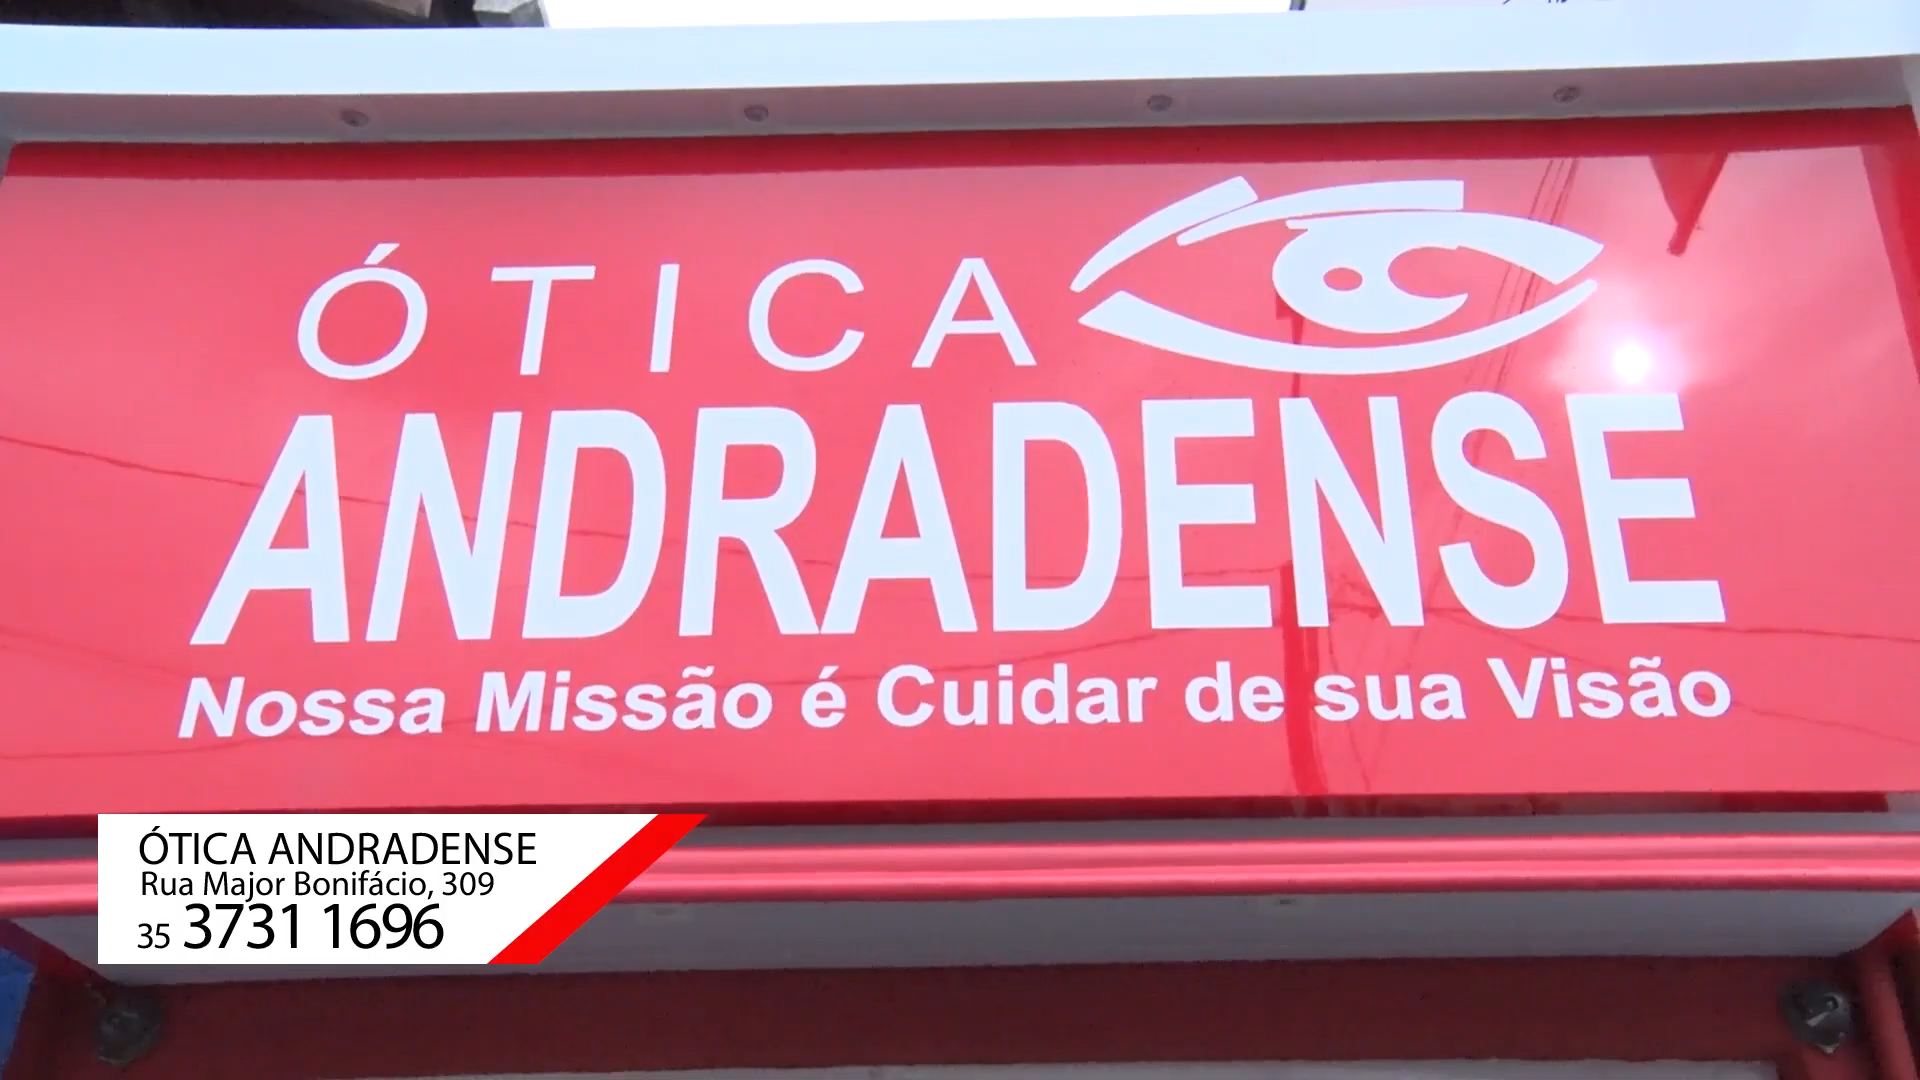 ÓTICA
ANDRADENSE
Nossa Missão é Cuidar de sua Visão
ÓTICA ANDRADENSE
Rua Major Bonifácio, 309
35 3731 1696